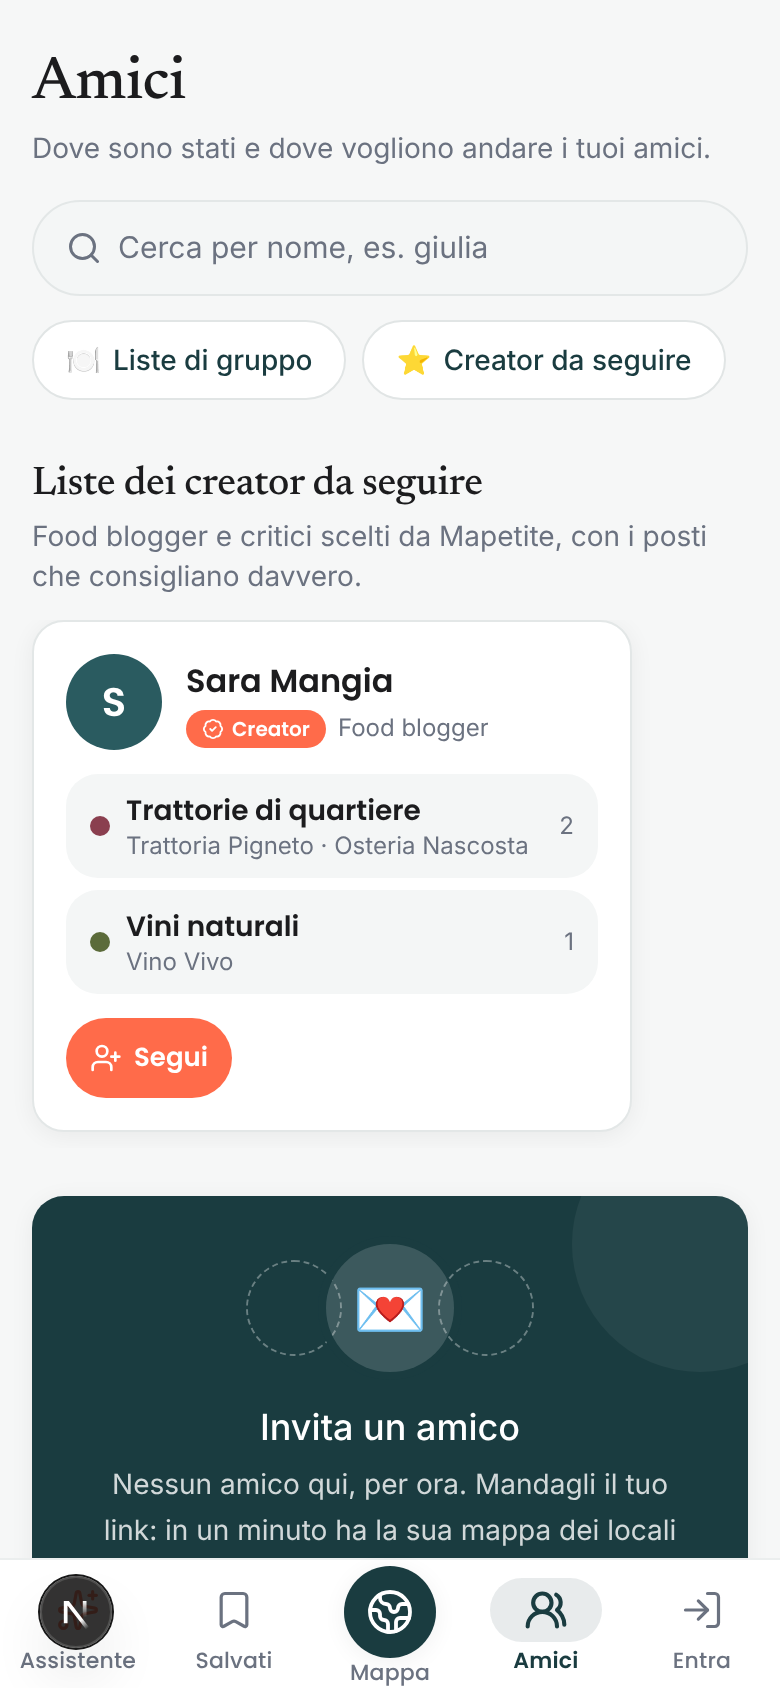 Amici
Dove sono stati e dove vogliono andare i tuoi amici.
Cerca per nome, es. giulia
Liste di gruppo
Creator da seguire
Liste dei creator da seguire
Food blogger e critici scelti da Mapetite, con i posti
che consigliano davvero.
S
Sara Mangia
Creator
Food blogger
Trattorie di quartiere
2
Trattoria Pigneto · Osteria Nascosta
Vini naturali
1
Vino Vivo
Segui
Invita un amico
Nessun amico qui, per ora. Mandagli il tuo
link: in un minuto ha la sua mappa dei locali
N
Assistente
Salvati
Mappa
Amici
Entra